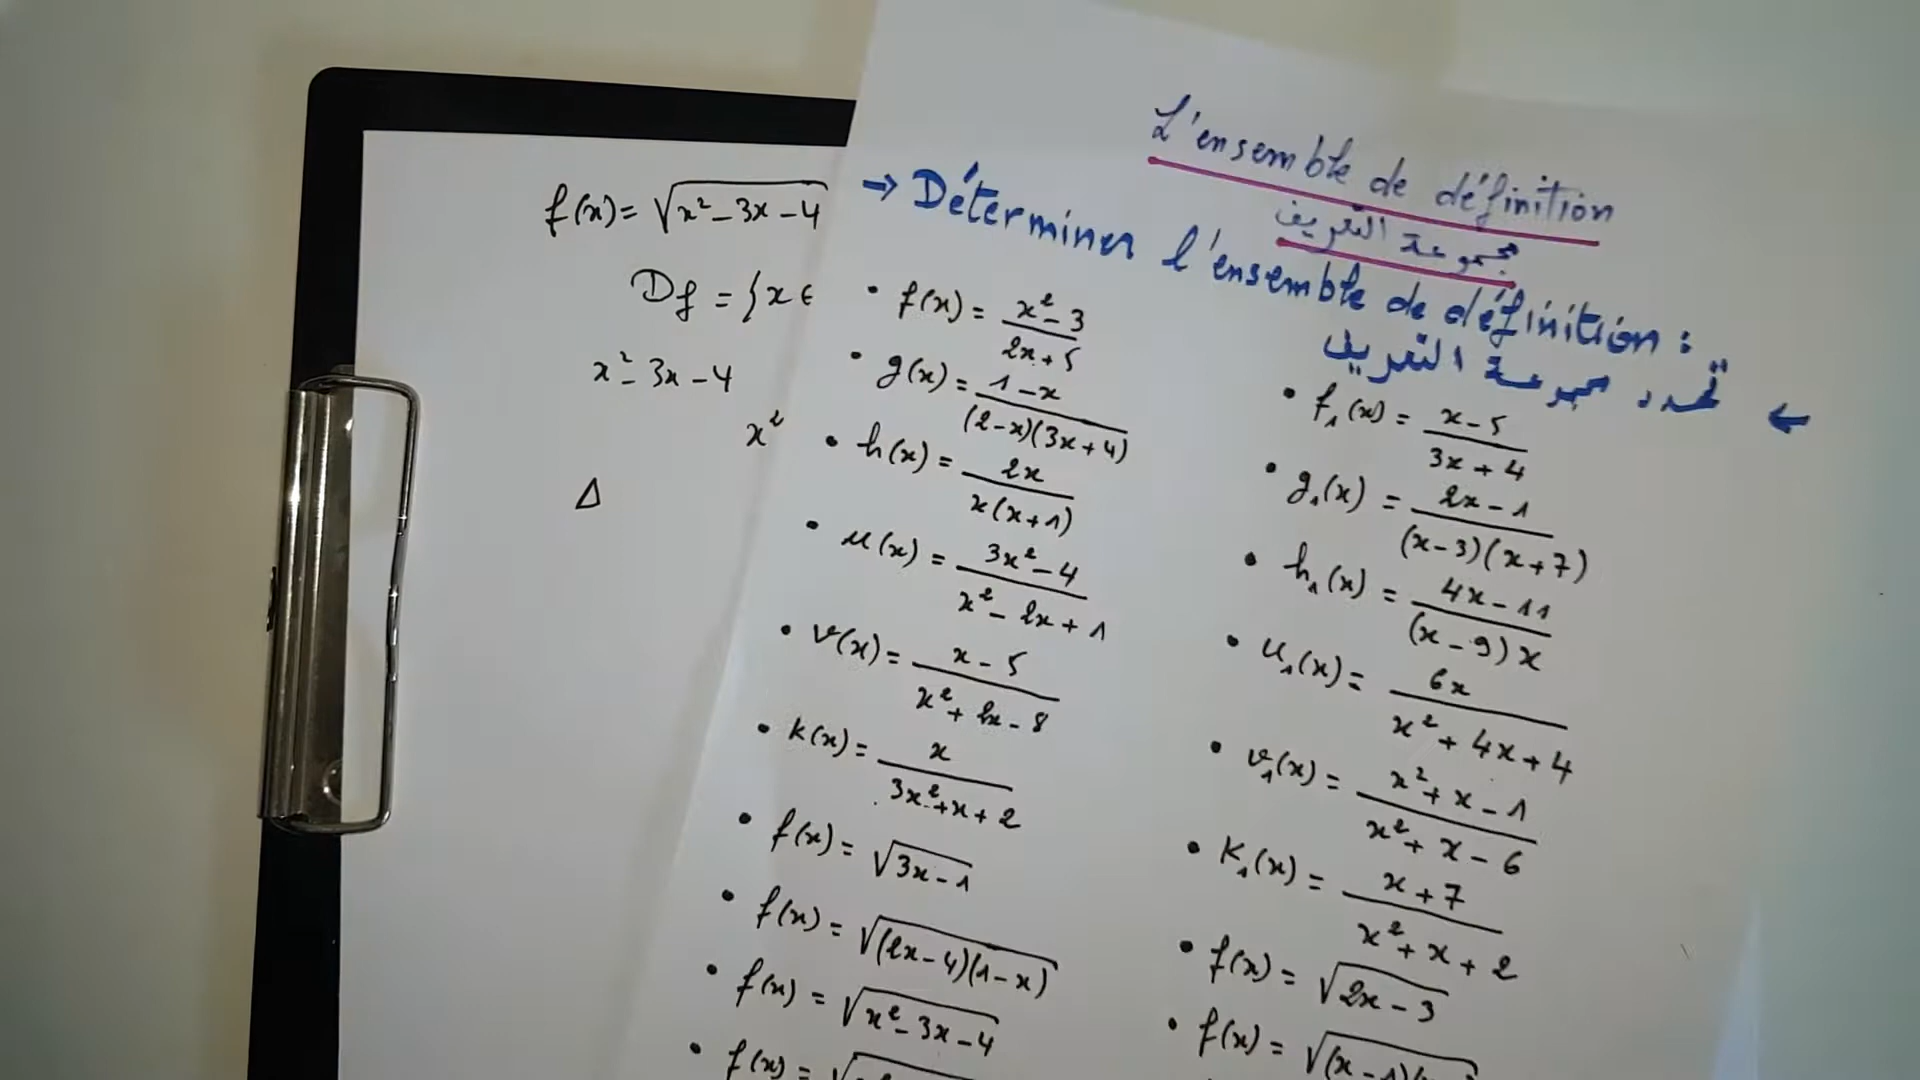 f(x) = √(x² - 3x - 4
Df = {x ∈
x² - 3x - 4
x²
Δ
L'ensemble de définition
مجموعة التعريف
→ Déterminer l'ensemble de définition :
حدد مجموعة التعريف ←
• f(x) = (x² - 3)/(2x + 5)
• g(x) = (1 - x)/((2 - x)(3x + 4))
• h(x) = 2x/(x(x + 1))
• u(x) = (3x² - 4)/(x² - 2x + 1)
• v(x) = (x - 5)/(x² + 2x - 8)
• k(x) = x/(3x² + x + 2)
• f(x) = √(3x - 1)
• f(x) = √((2x - 4)(1 - x))
• f(x) = √(x² - 3x - 4)
• f(x) = √
• f₁(x) = (x - 5)/(3x + 4)
• g₁(x) = (2x - 1)/((x - 3)(x + 7))
• h₁(x) = (4x - 11)/((x - 9)x)
• u₁(x) = 6x/(x² + 4x + 4)
• v₁(x) = (x² + x - 1)/(x² + x - 6)
• K₁(x) = (x + 7)/(x² + x + 2)
• f(x) = √(2x - 3)
• f(x) = √(x - 1)